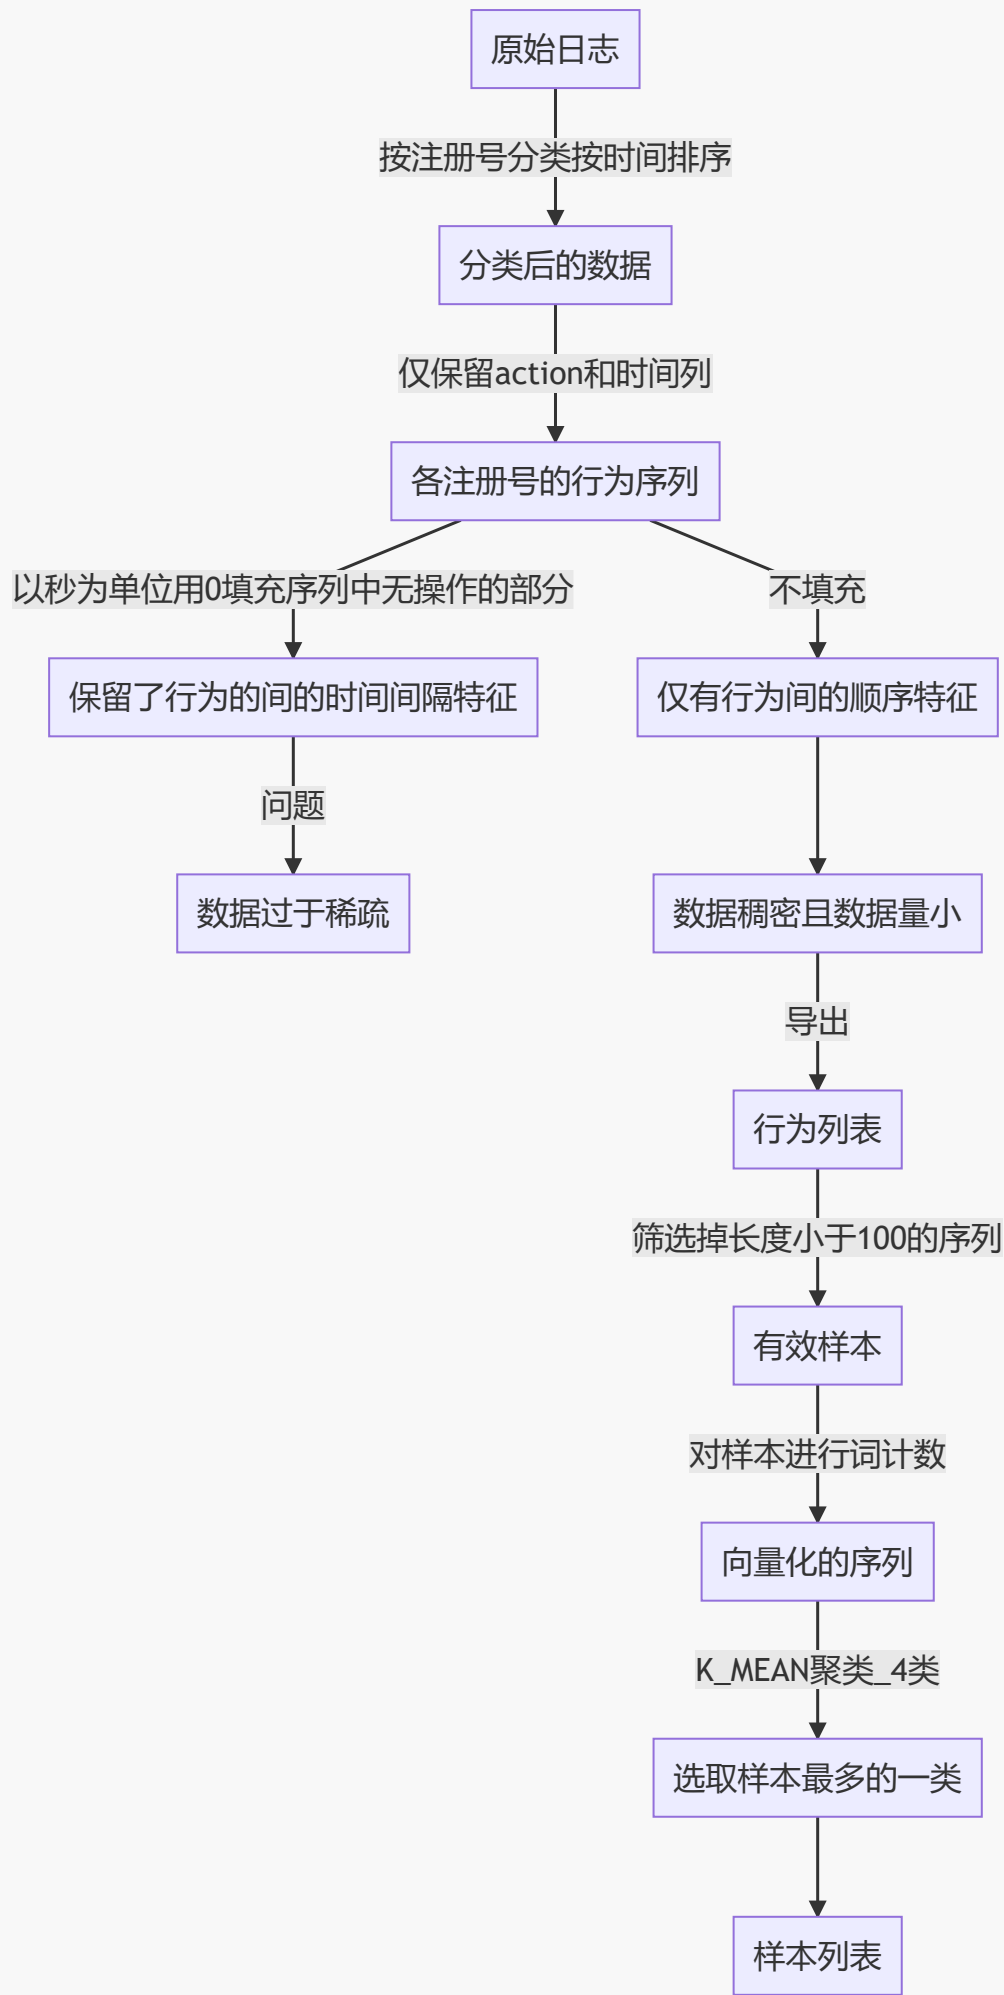 原始日志
按注册号分类按时间排序
分类后的数据
仅保留action和时间列
各注册号的行为序列
以秒为单位用0填充序列中无操作的部分
不填充
保留了行为的间的时间间隔特征
仅有行为间的顺序特征
问题
数据过于稀疏
数据稠密且数据量小
导出
行为列表
筛选掉长度小于100的序列
有效样本
对样本进行词计数
向量化的序列
K_MEAN聚类_4类
选取样本最多的一类
样本列表